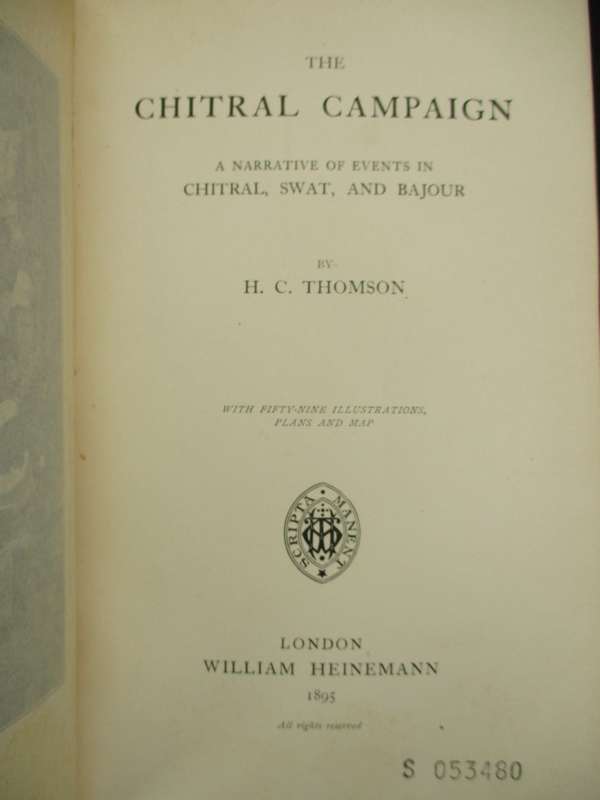 THE
CHITRAL CAMPAIGN
A NARRATIVE OF EVENTS IN
CHITRAL, SWAT, AND BAJOUR
BY
H. C. THOMSON
WITH FIFTY-NINE ILLUSTRATIONS,
PLANS AND MAP
SCRIPTA MANENT
LONDON
WILLIAM HEINEMANN
1895
All rights reserved
S 053480